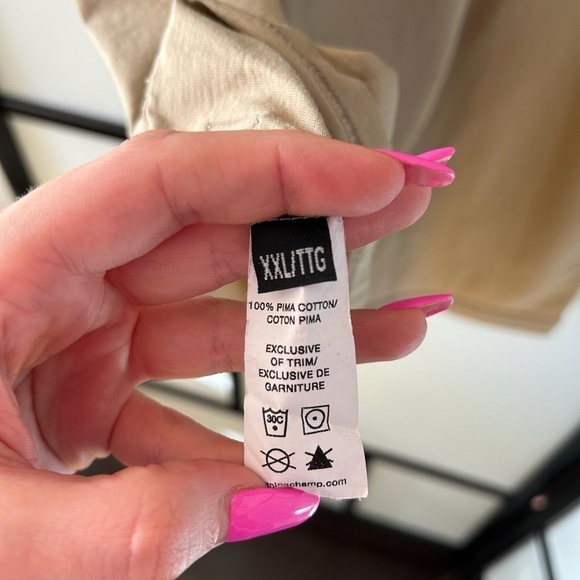 XXL/TTG
100% PIMA COTTON/
COTON PIMA
EXCLUSIVE
OF TRIM/
EXCLUSIVE DE
GARNITURE
30C